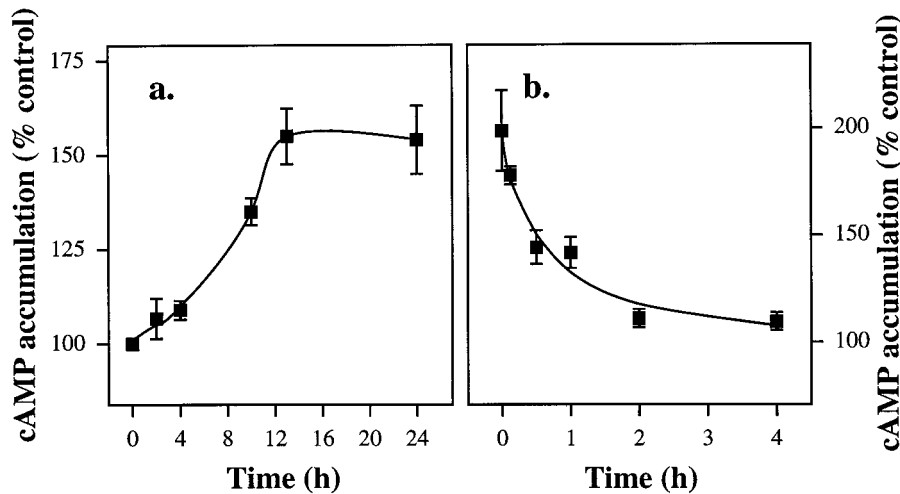 cAMP accumulation (% control)
175
150
125
100
a.
0 4 8 12 16 20 24
Time (h)
b.
0 1 2 3 4
Time (h)
200
150
100
cAMP accumulation (% control)